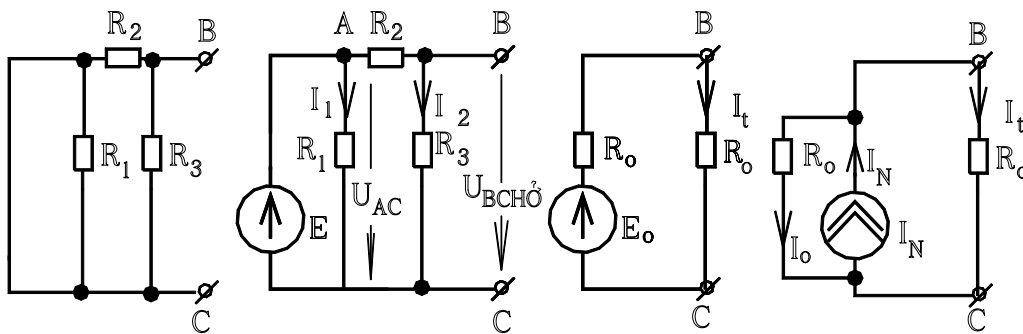 R2
B
R1
R3
C
A
R2
B
I1
I2
R1
R3
UAC
UBCHỞ
E
C
B
It
Ro
Ro
Eo
C
B
It
Ro
IN
Ro
Io
IN
C